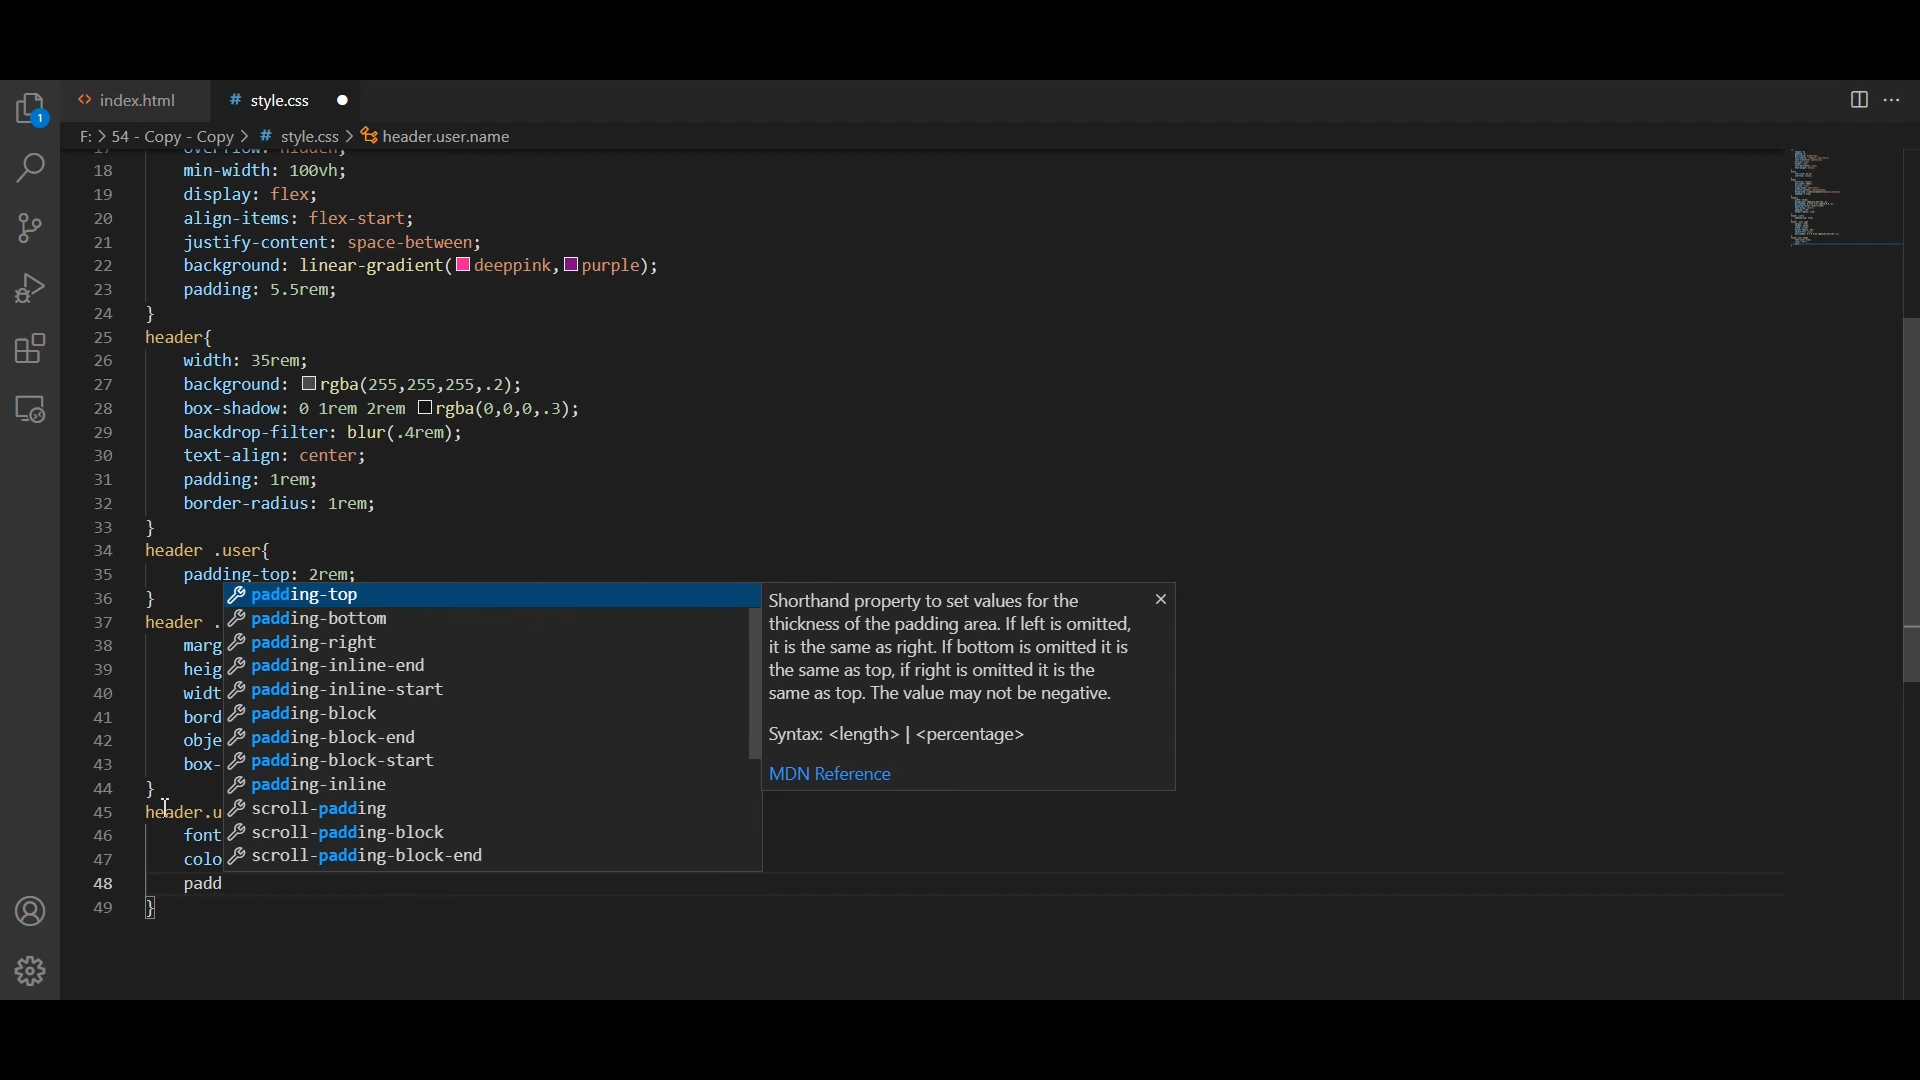 1
index.html
# style.css
F: > 54 - Copy - Copy > # style.css > header.user.name
18 min-width: 100vh;
19 display: flex;
20 align-items: flex-start;
21 justify-content: space-between;
22 background: linear-gradient(deeppink,purple);
23 padding: 5.5rem;
24 }
25 header{
26 width: 35rem;
27 background: rgba(255,255,255,.2);
28 box-shadow: 0 1rem 2rem rgba(0,0,0,.3);
29 backdrop-filter: blur(.4rem);
30 text-align: center;
31 padding: 1rem;
32 border-radius: 1rem;
33 }
34 header .user{
35 padding-top: 2rem;
36 }
37 header .
38 marg
39 heig
40 widt
41 bord
42 obje
43 box-
44 }
45 header.u
46 font
47 colo
48 padd
49 }
padding-top
padding-bottom
padding-right
padding-inline-end
padding-inline-start
padding-block
padding-block-end
padding-block-start
padding-inline
scroll-padding
scroll-padding-block
scroll-padding-block-end
Shorthand property to set values for the
thickness of the padding area. If left is omitted,
it is the same as right. If bottom is omitted it is
the same as top, if right is omitted it is the
same as top. The value may not be negative.
Syntax: <length> | <percentage>
MDN Reference